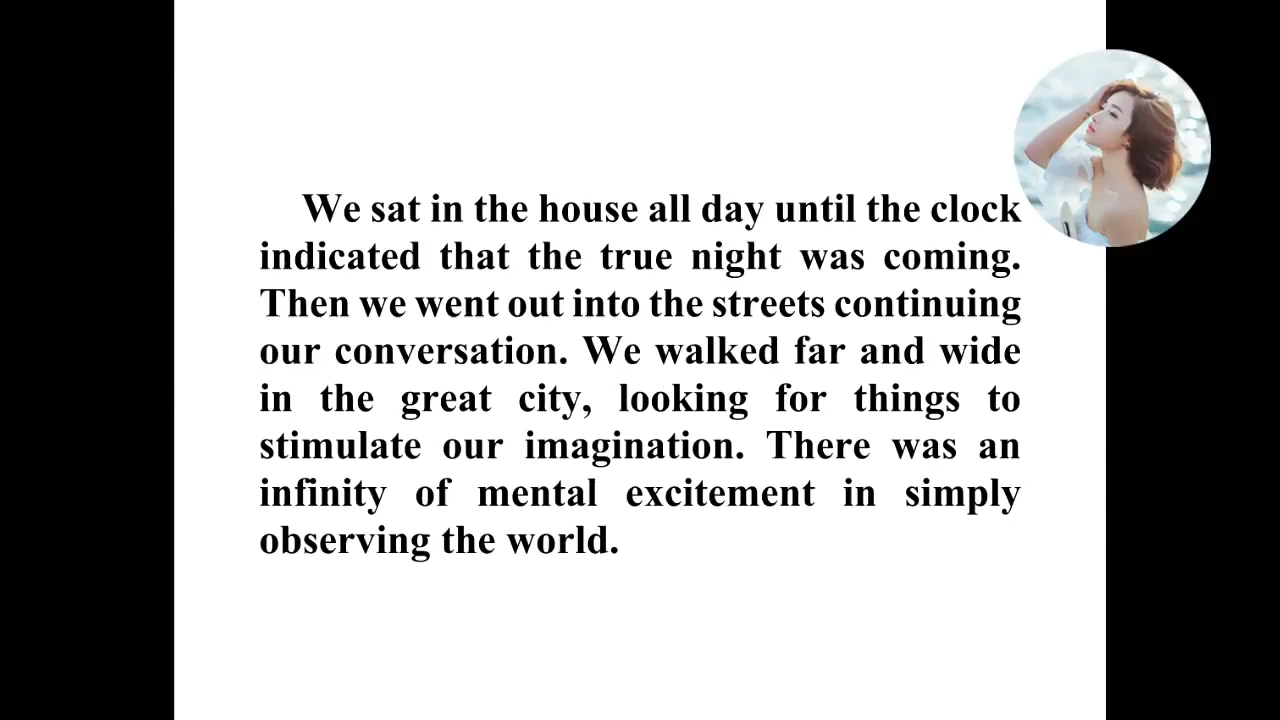 We sat in the house all day until the clock
indicated that the true night was coming.
Then we went out into the streets continuing
our conversation. We walked far and wide
in the great city, looking for things to
stimulate our imagination. There was an
infinity of mental excitement in simply
observing the world.